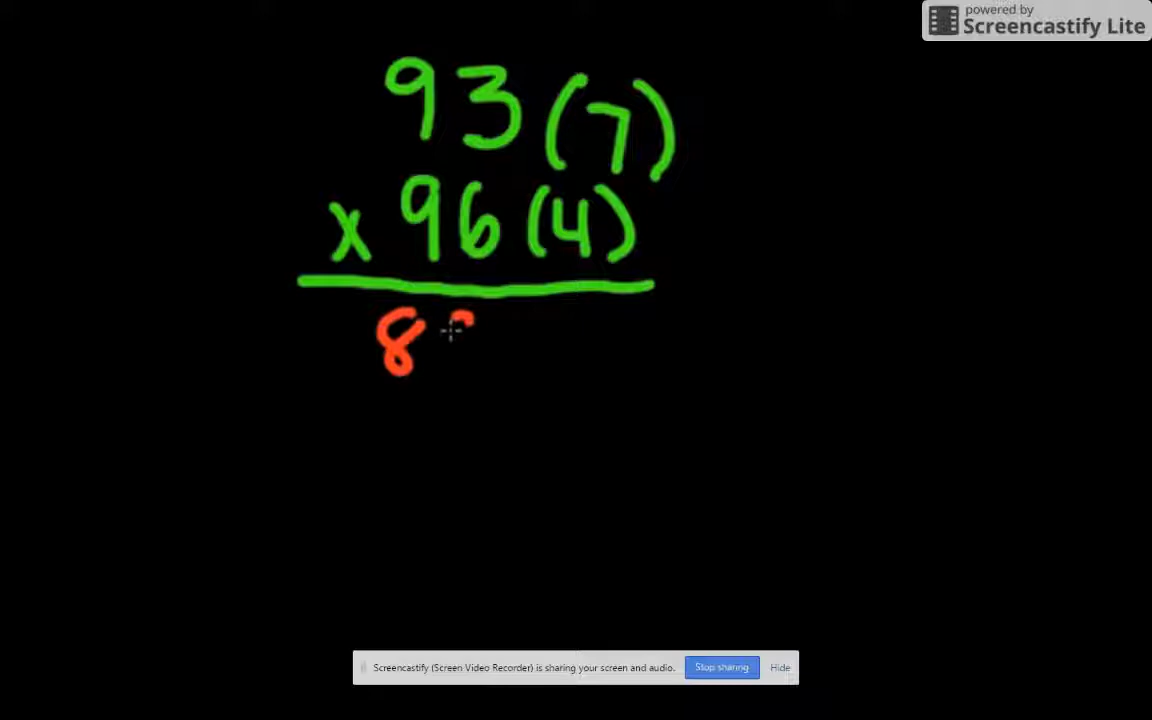 powered by
Screencastify Lite
93 (7)
x 96 (4)
8
Screencastify (Screen Video Recorder) is sharing your screen and audio. Stop sharing Hide